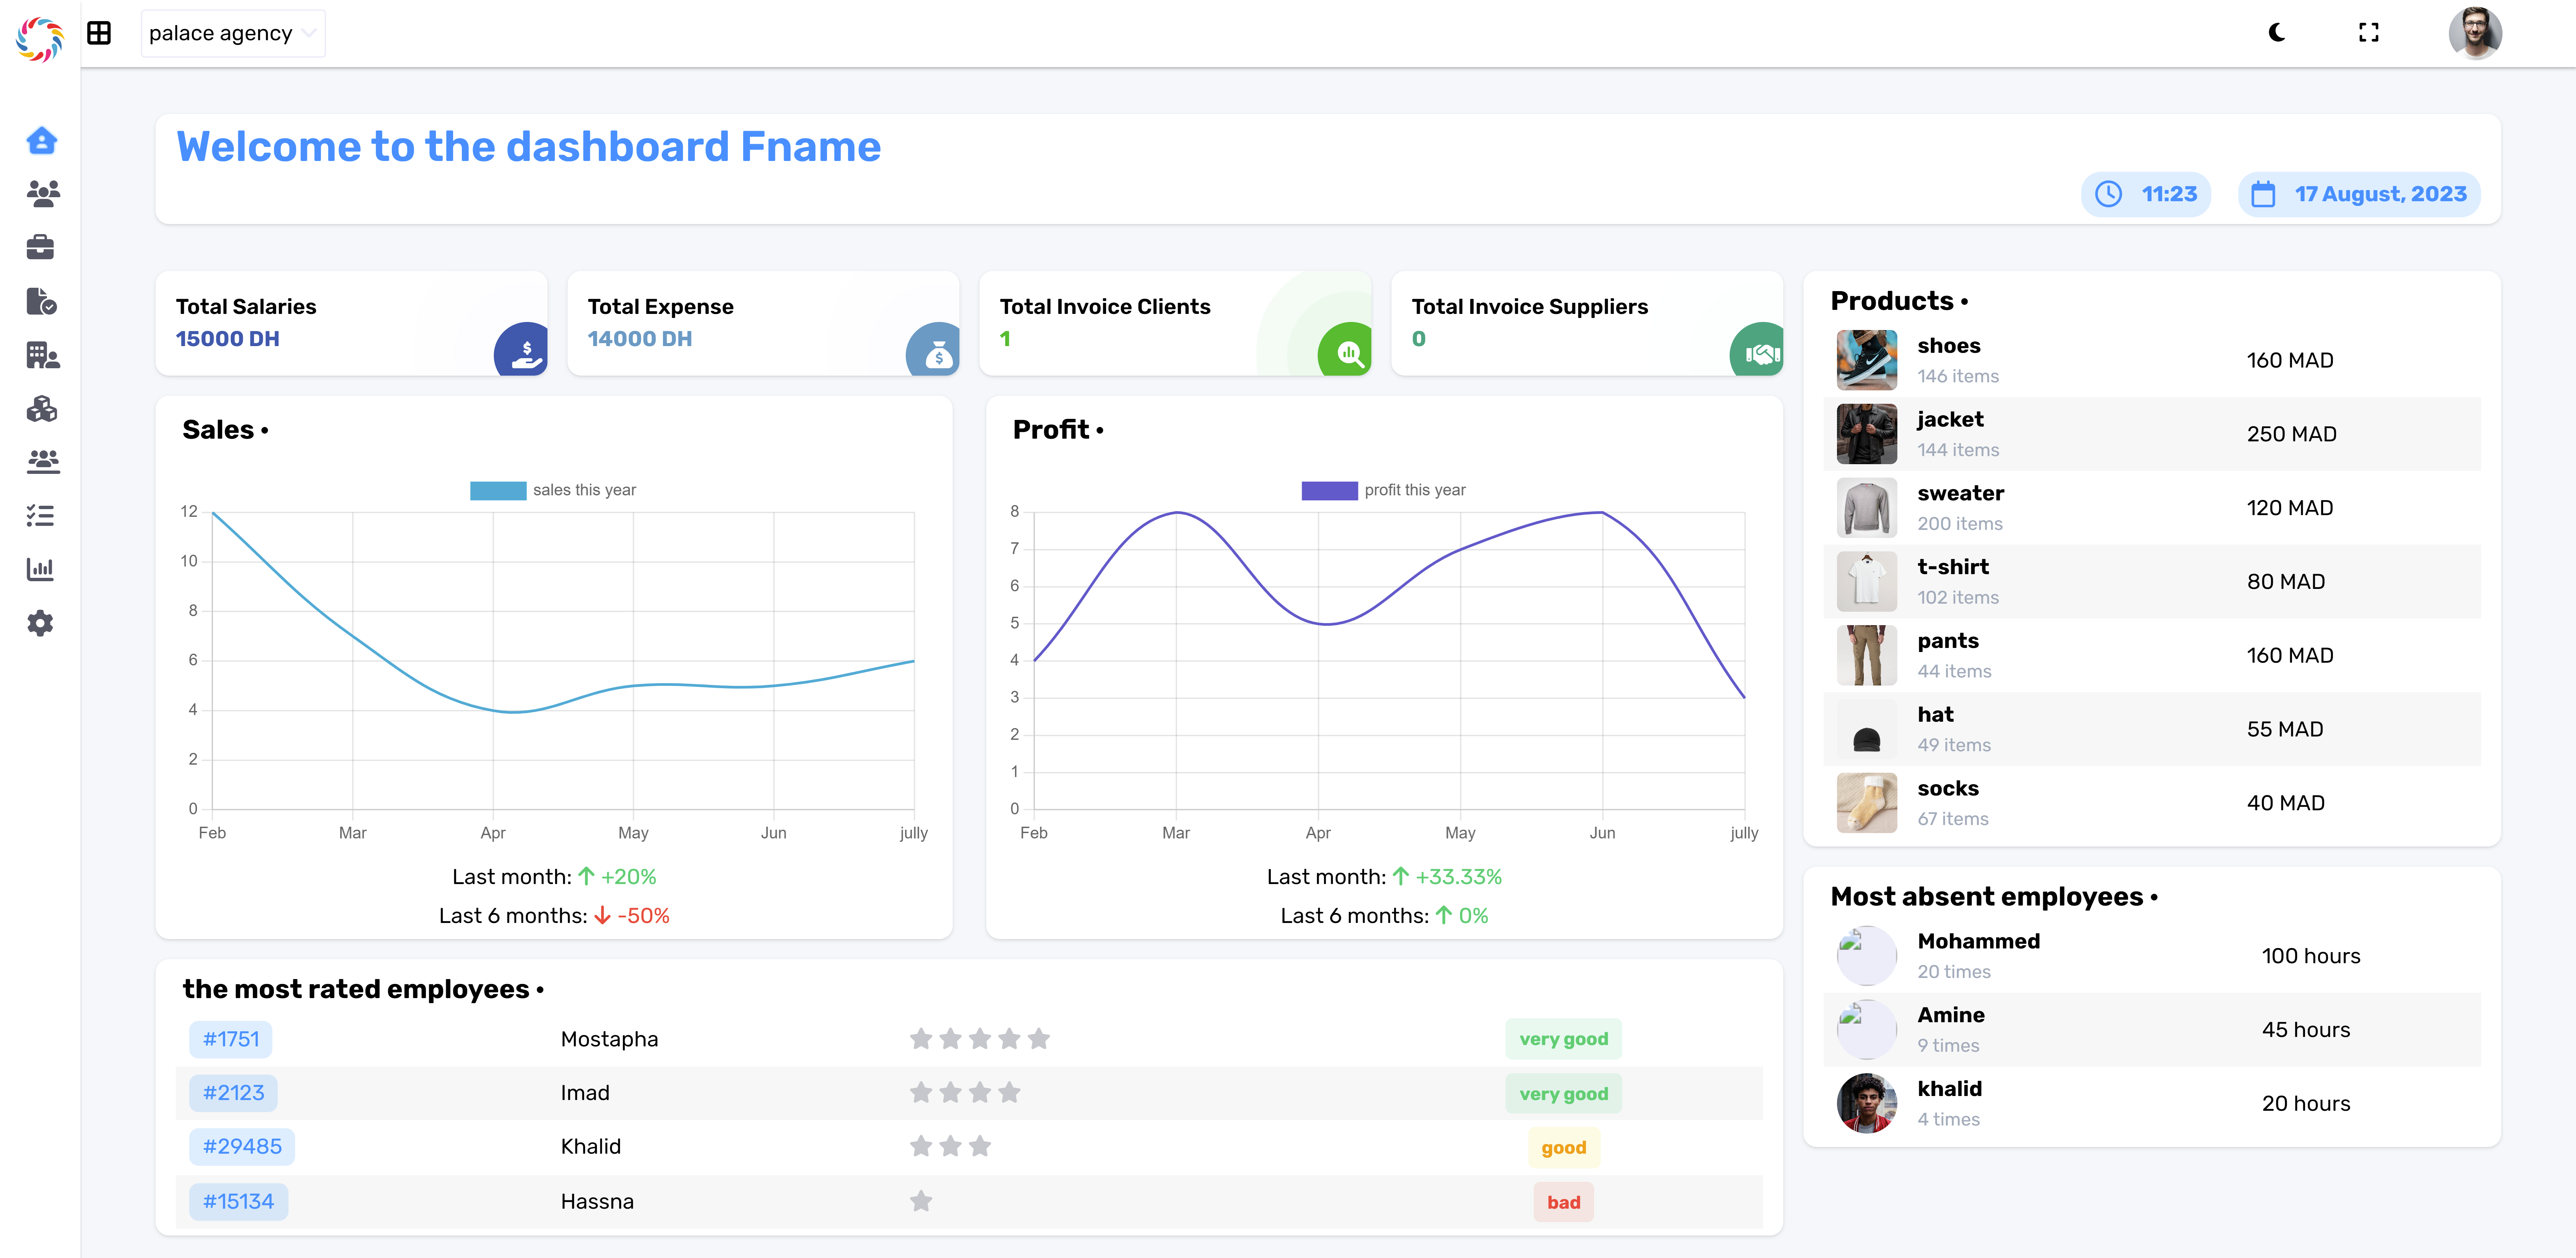 palace agency
Welcome to the dashboard Fname
11:23
17 August, 2023
Total Salaries
15000 DH
Total Expense
14000 DH
Total Invoice Clients
1
Total Invoice Suppliers
0
Sales •
sales this year
12
10
8
6
4
2
0
Feb Mar Apr May Jun jully
Last month: +20%
Last 6 months: -50%
Profit •
profit this year
8
7
6
5
4
3
2
1
0
Feb Mar Apr May Jun jully
Last month: +33.33%
Last 6 months: 0%
the most rated employees •
#1751 Mostapha very good
#2123 Imad very good
#29485 Khalid good
#15134 Hassna bad
Products •
shoes
146 items
160 MAD
jacket
144 items
250 MAD
sweater
200 items
120 MAD
t-shirt
102 items
80 MAD
pants
44 items
160 MAD
hat
49 items
55 MAD
socks
67 items
40 MAD
Most absent employees •
Mohammed
20 times
100 hours
Amine
9 times
45 hours
khalid
4 times
20 hours